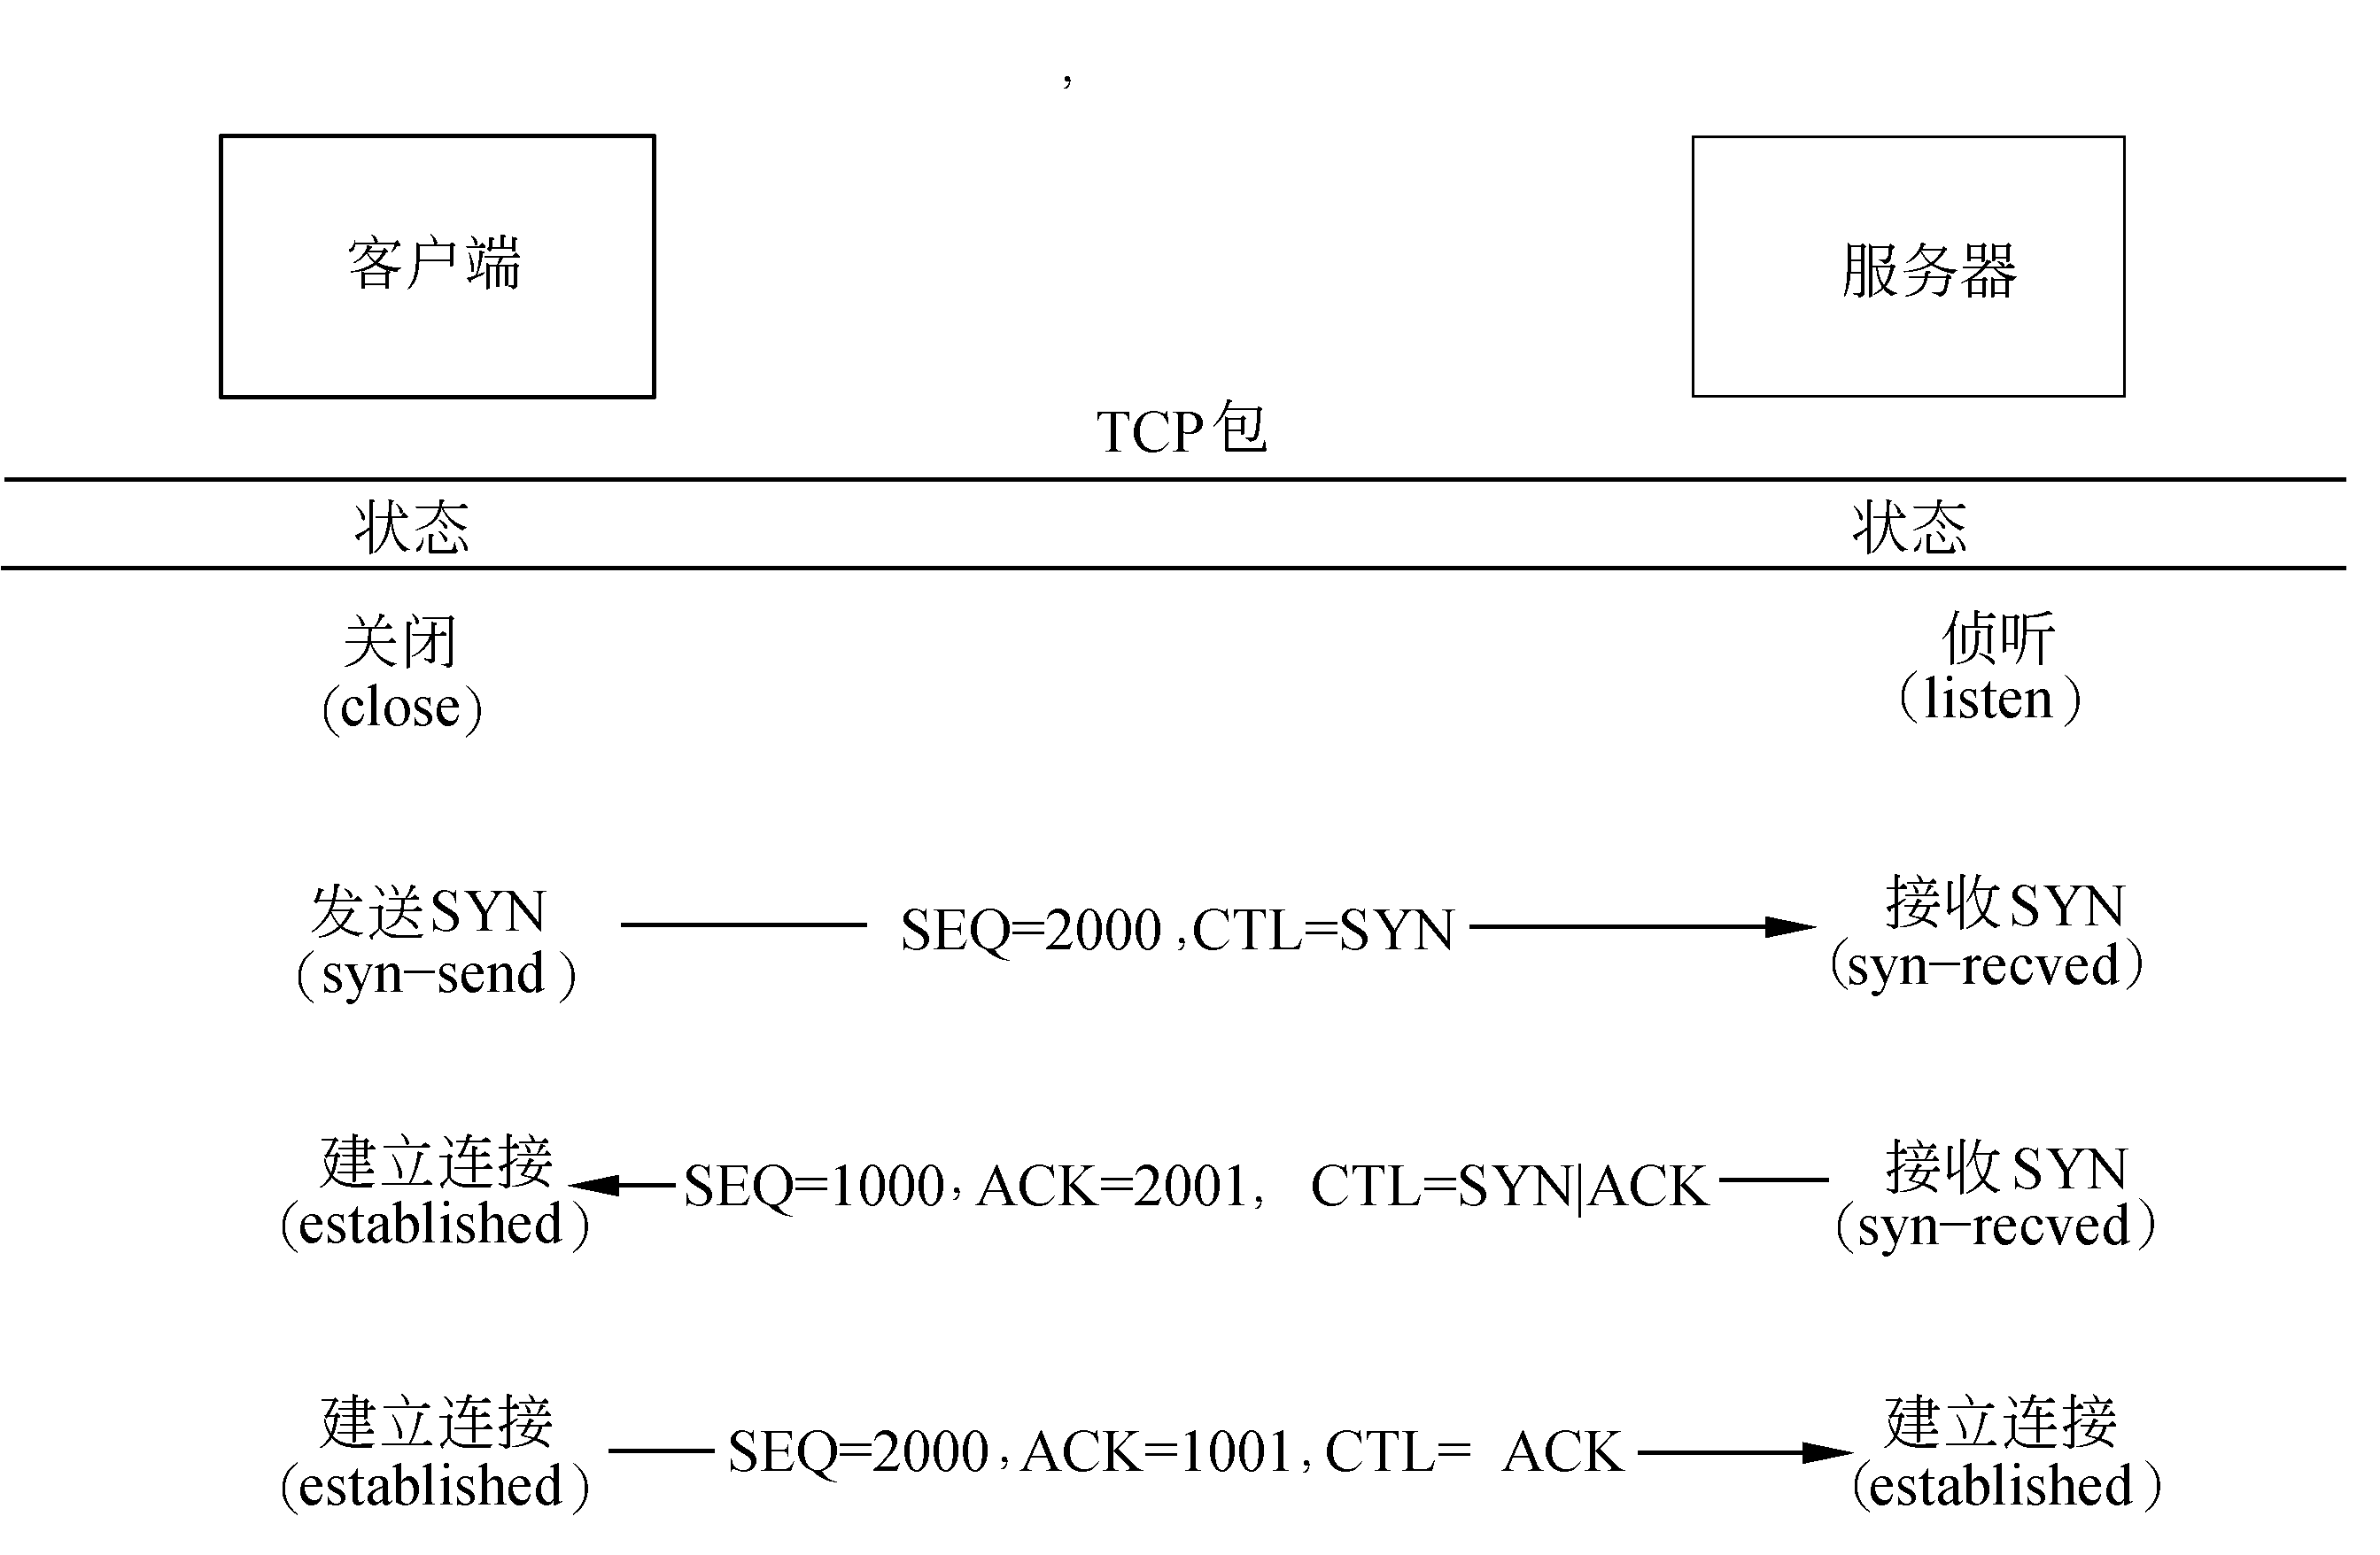 ,
客户端 服务器
TCP包
状态 状态
关闭 侦听
(close) (listen)
发送SYN SEQ=2000,CTL=SYN 接收SYN
(syn-send) (syn-recved)
建立连接 SEQ=1000, ACK=2001, CTL=SYN|ACK 接收SYN
(established) (syn-recved)
建立连接 SEQ=2000, ACK=1001, CTL= ACK 建立连接
(established) (established)